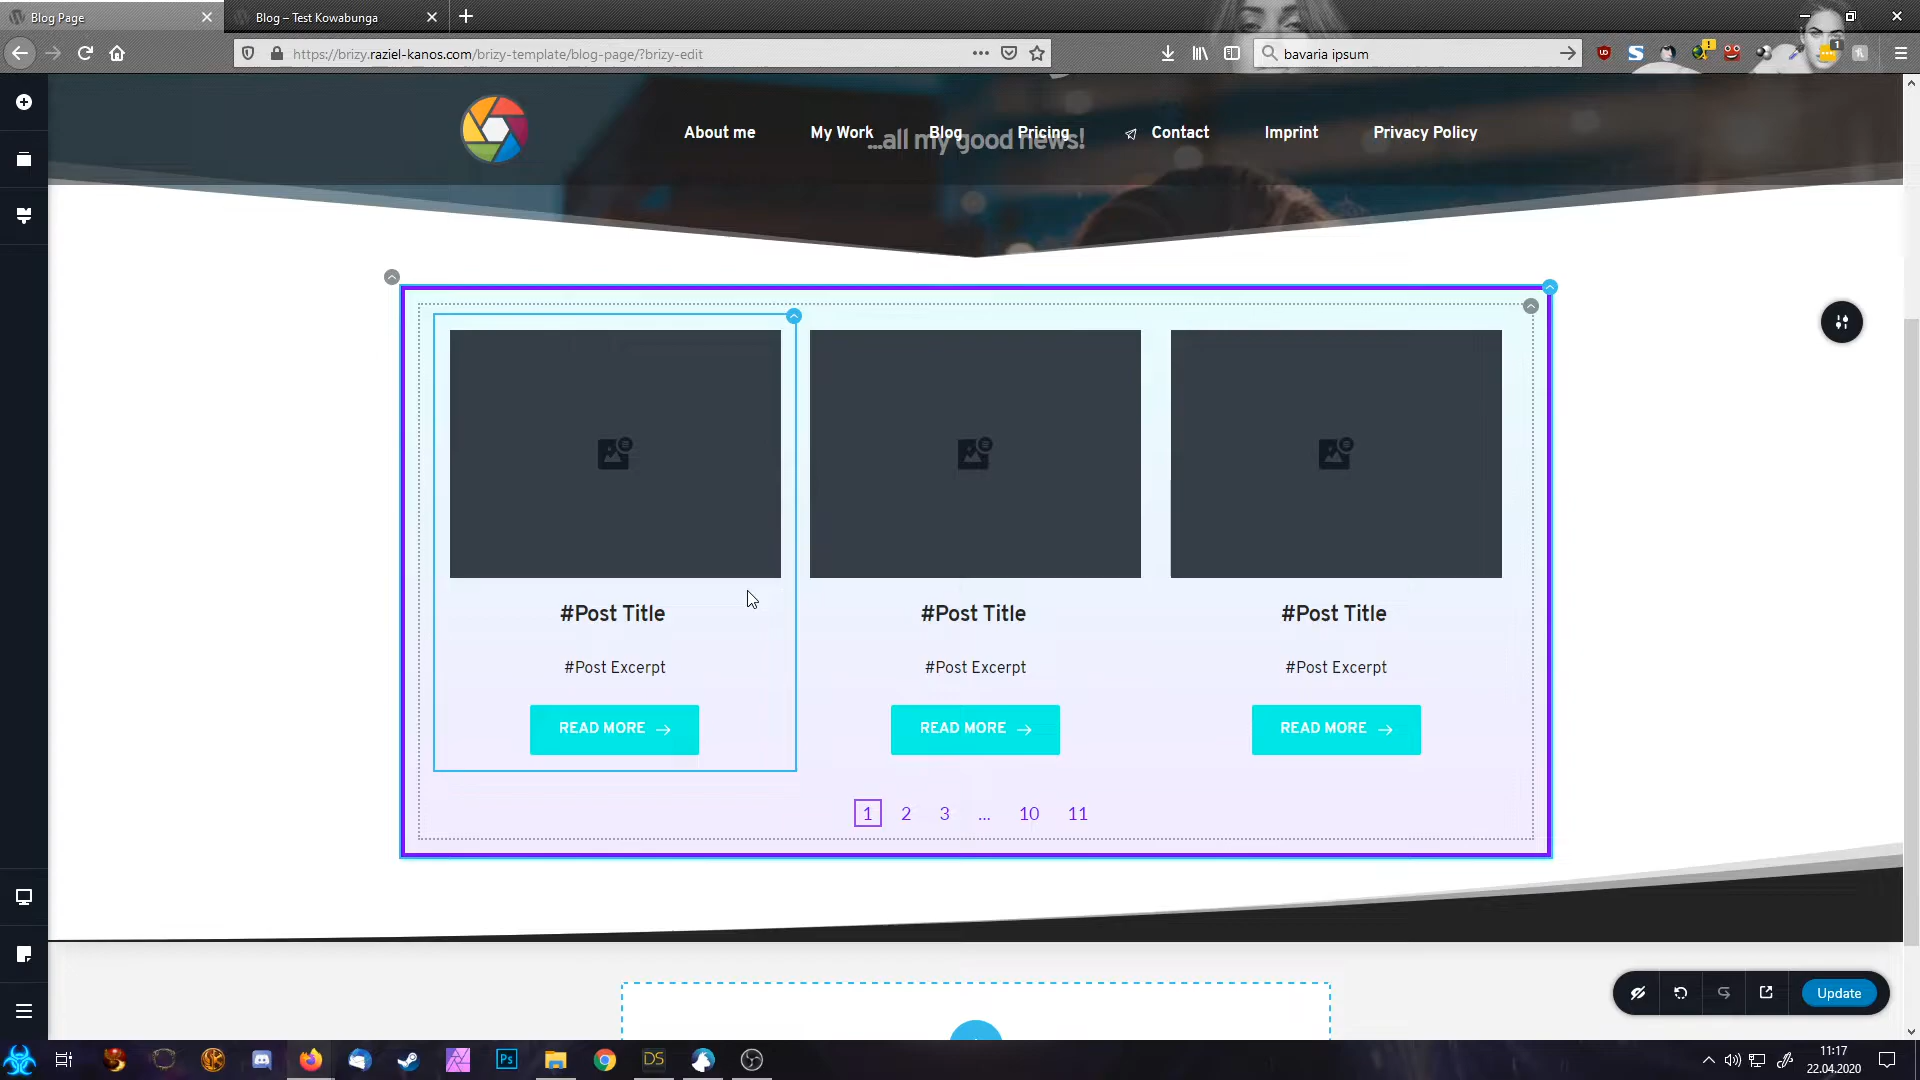 Blog Page
Blog – Test Kowabunga
https://brizy.raziel-kanos.com/brizy-template/blog-page/?brizy-edit
bavaria ipsum
1
About me
My Work
Blog
Pricing
Contact
Imprint
Privacy Policy
...all my good news!
#Post Title
#Post Title
#Post Title
#Post Excerpt
#Post Excerpt
#Post Excerpt
READ MORE →
READ MORE →
READ MORE →
1 2 3 ... 10 11
Update
Ps
DS
11:17
22.04.2020